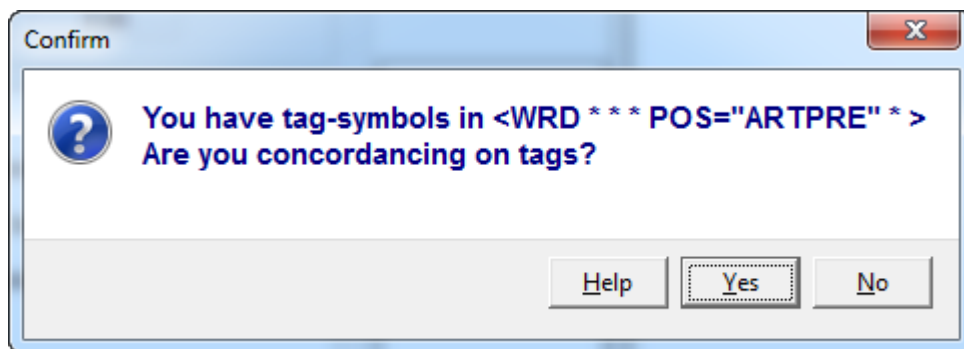 Confirm
You have tag-symbols in <WRD * * * POS="ARTPRE" * >
Are you concordancing on tags?
Help Yes No